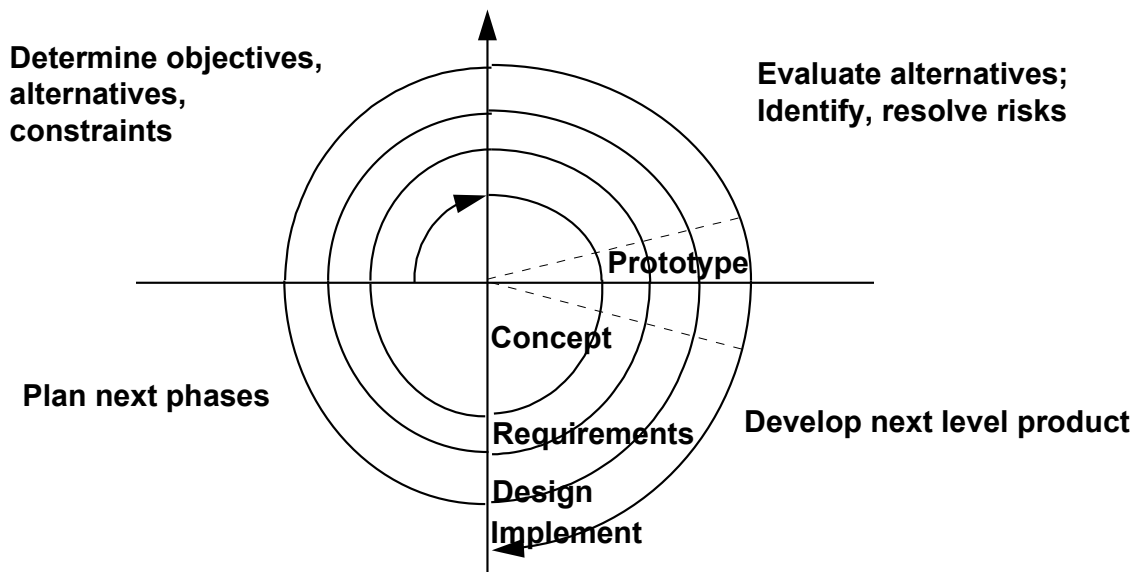 Determine objectives,
alternatives,
constraints
Evaluate alternatives;
Identify, resolve risks
Prototype
Concept
Plan next phases
Develop next level product
Requirements
Design
Implement